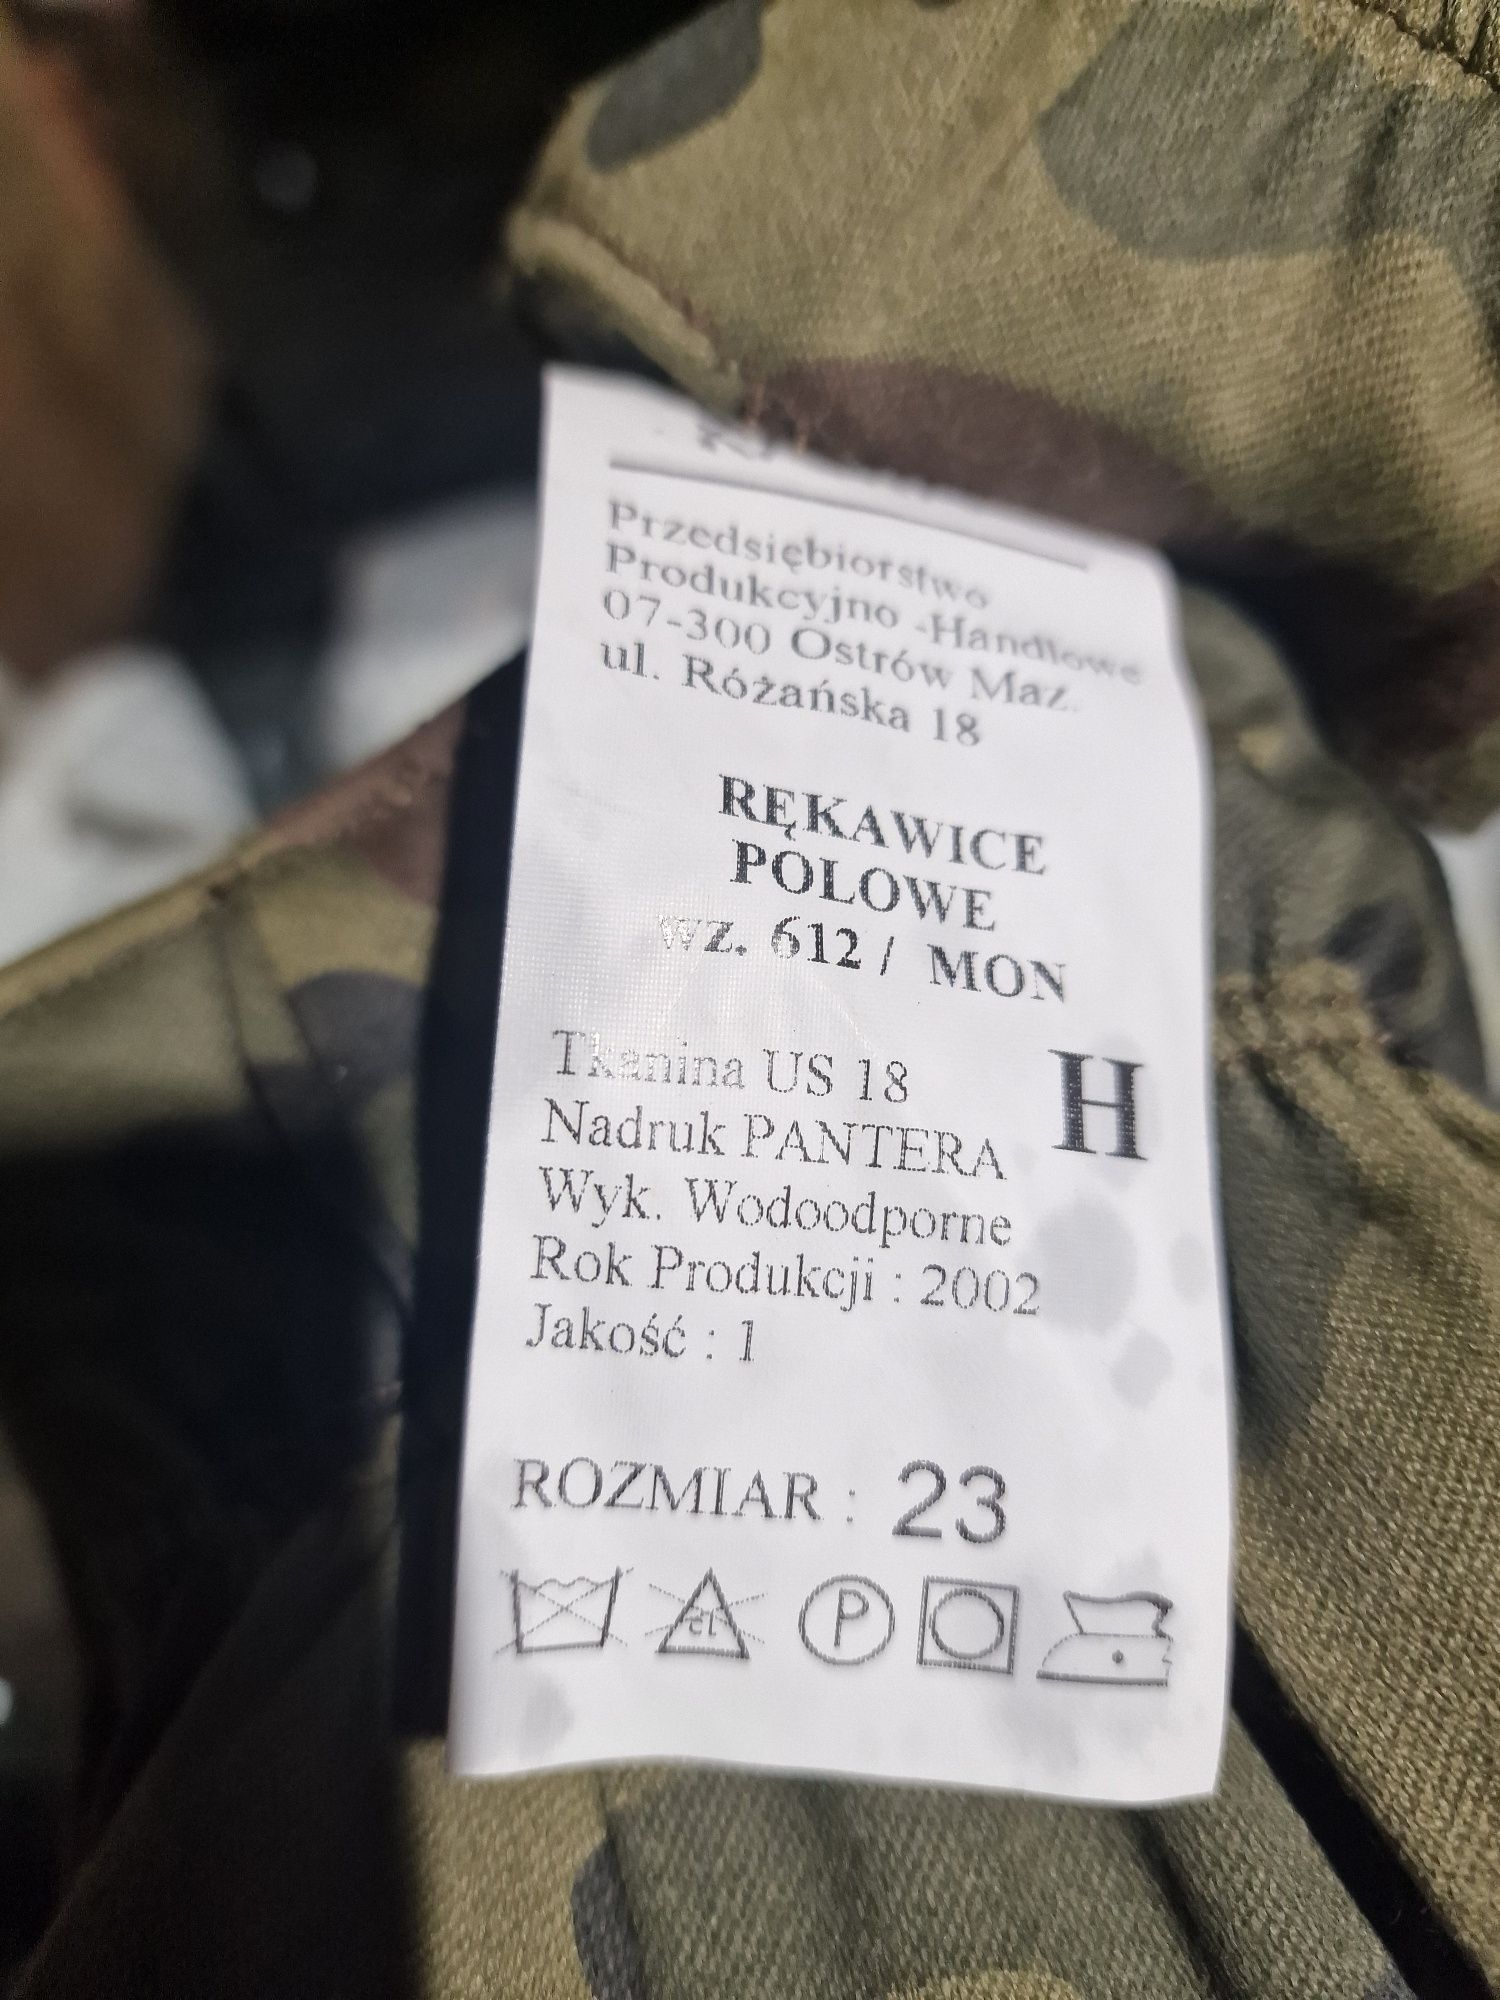 Przedsiębiorstwo
Produkcyjno -Handlowe
07-300 Ostrów Maz.
ul. Różańska 18
RĘKAWICE
POLOWE
wz. 612 / MON
Tkanina US 18
H
Nadruk PANTERA
Wyk. Wodoodporne
Rok Produkcji : 2002
Jakość : 1
ROZMIAR : 23
cl P